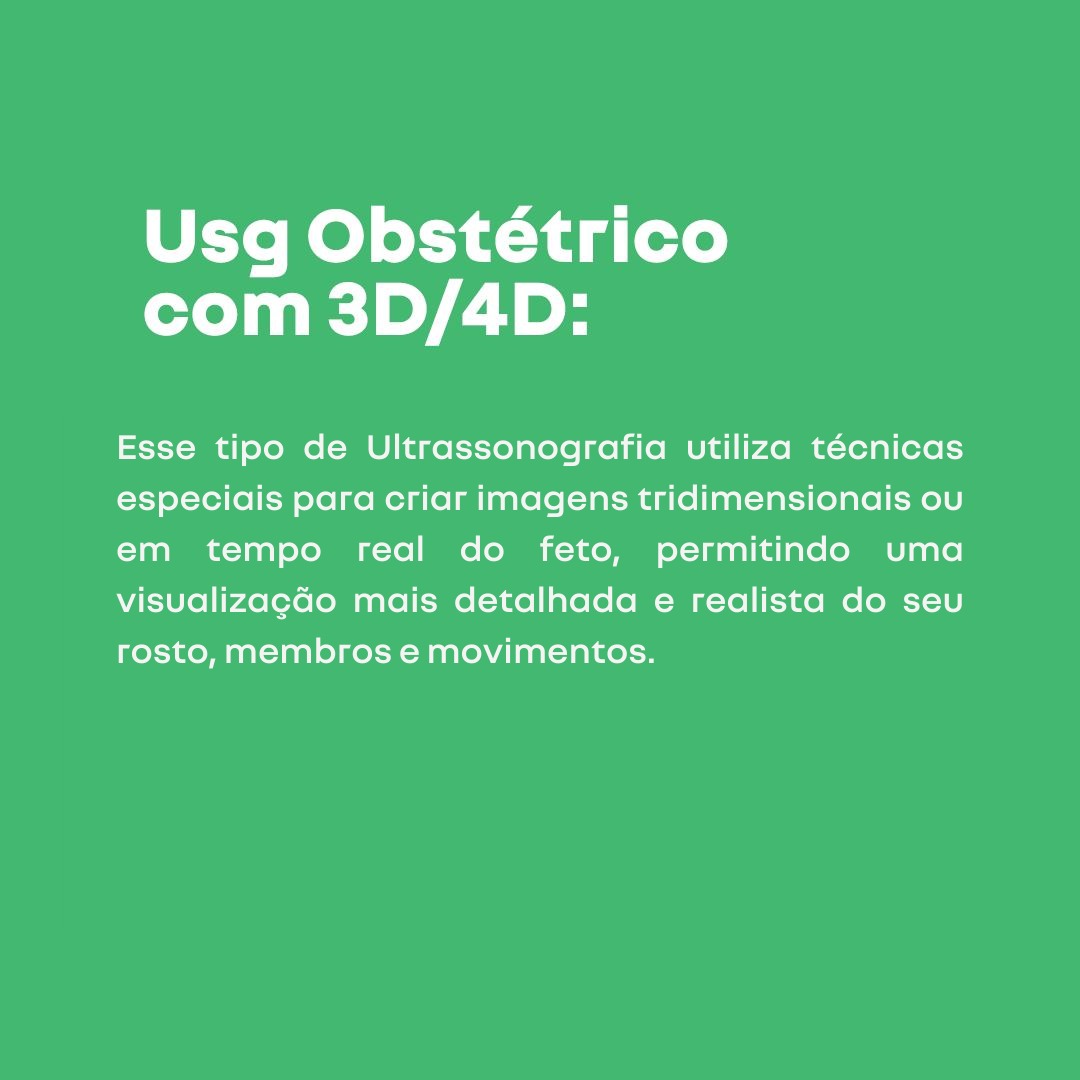 Usg Obstétrico
com 3D/4D:
Esse tipo de Ultrassonografia utiliza técnicas
especiais para criar imagens tridimensionais ou
em tempo real do feto, permitindo uma
visualização mais detalhada e realista do seu
rosto, membros e movimentos.